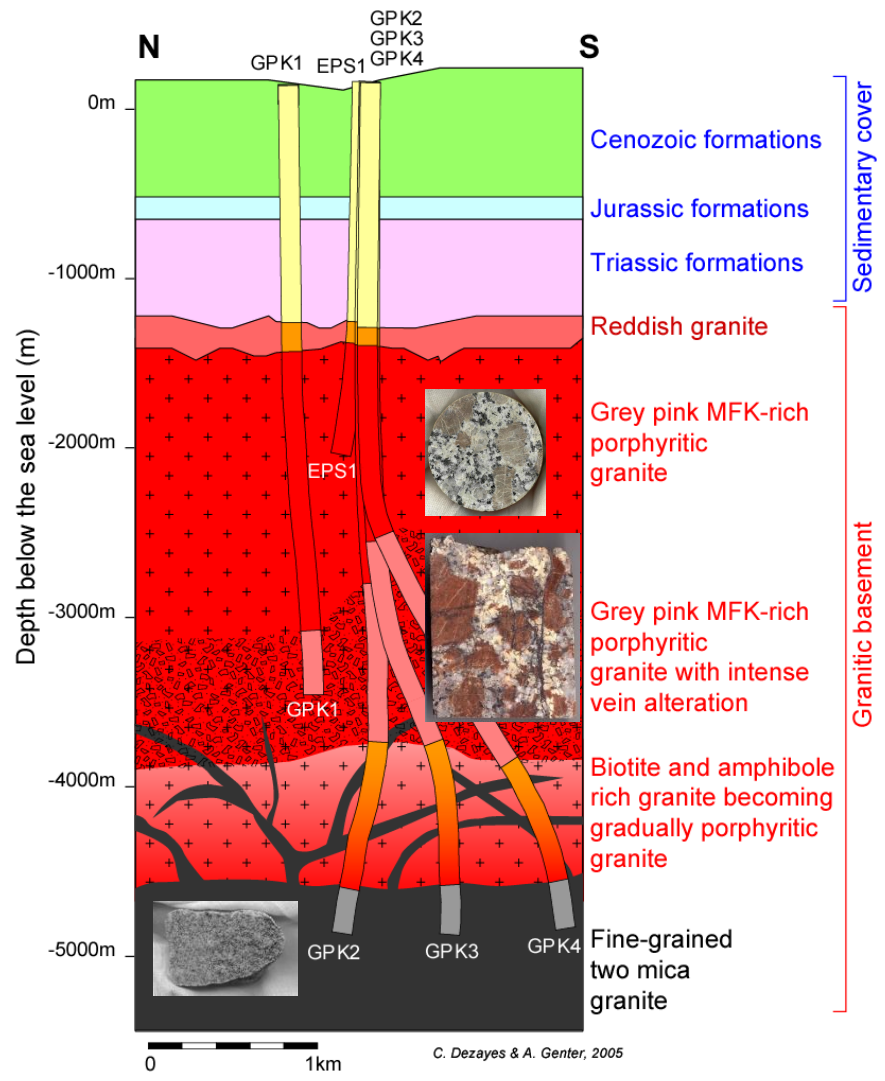 N
S
GPK1
EPS1
GPK2
GPK3
GPK4
0m
-1000m
-2000m
-3000m
-4000m
-5000m
Depth below the sea level (m)
Cenozoic formations
Jurassic formations
Triassic formations
Sedimentary cover
Reddish granite
Grey pink MFK-rich
porphyritic
granite
EPS1
Grey pink MFK-rich
porphyritic
granite with intense
vein alteration
GPK1
Granitic basement
Biotite and amphibole
rich granite becoming
gradually porphyritic
granite
GPK2
GPK3
GPK4
Fine-grained
two mica
granite
0
1km
C. Dezayes & A. Genter, 2005